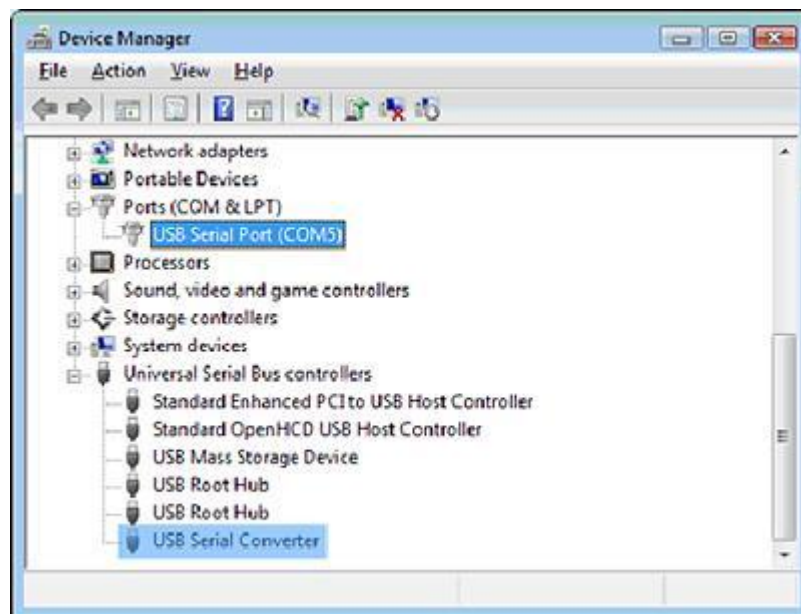 Device Manager
File Action View Help
Network adapters
Portable Devices
Ports (COM & LPT)
USB Serial Port (COM5)
Processors
Sound, video and game controllers
Storage controllers
System devices
Universal Serial Bus controllers
Standard Enhanced PCI to USB Host Controller
Standard OpenHCD USB Host Controller
USB Mass Storage Device
USB Root Hub
USB Root Hub
USB Serial Converter